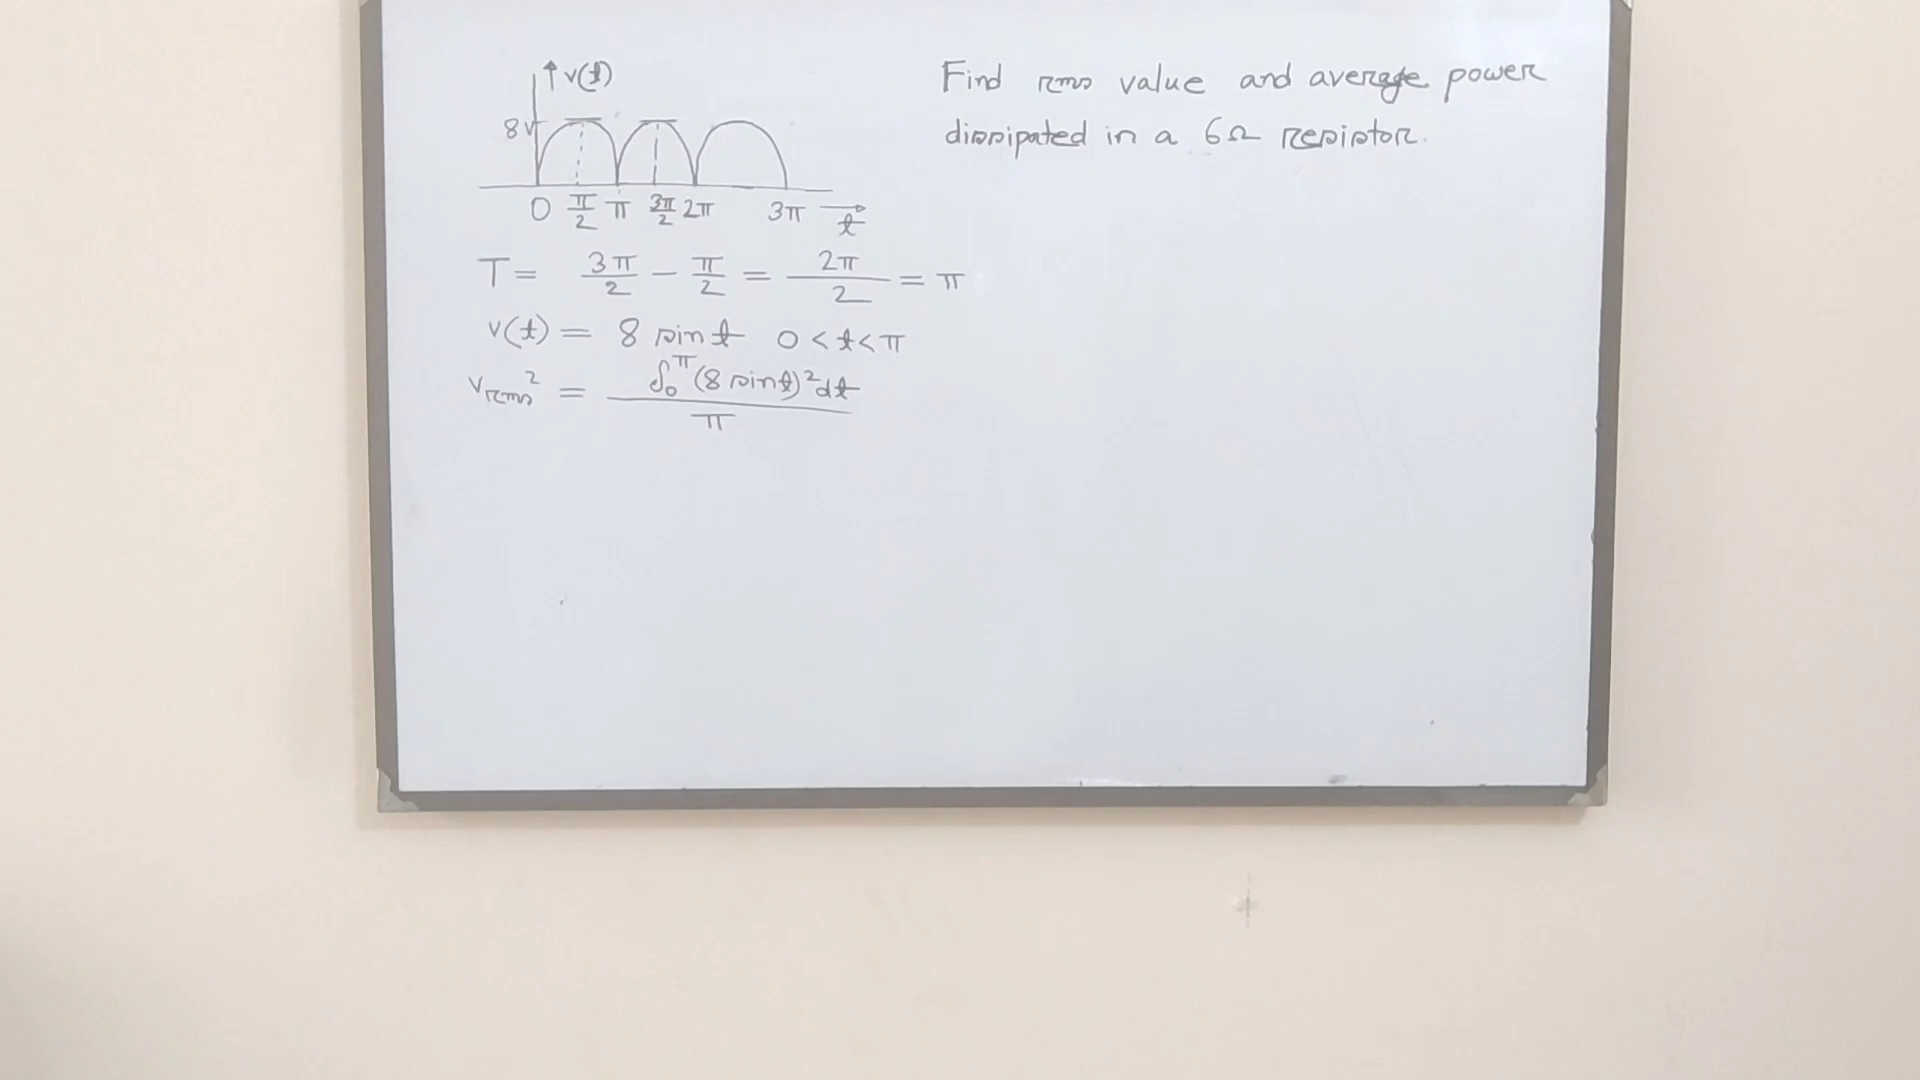 v(t)
Find rms value and average power
8V
dissipated in a 6Ω resistor.
0 π/2 π 3π/2 2π 3π t
T = 3π/2 − π/2 = 2π/2 = π
v(t) = 8 sin t 0 < t < π
Vrms² = ∫₀^π (8 sin t)² dt / π